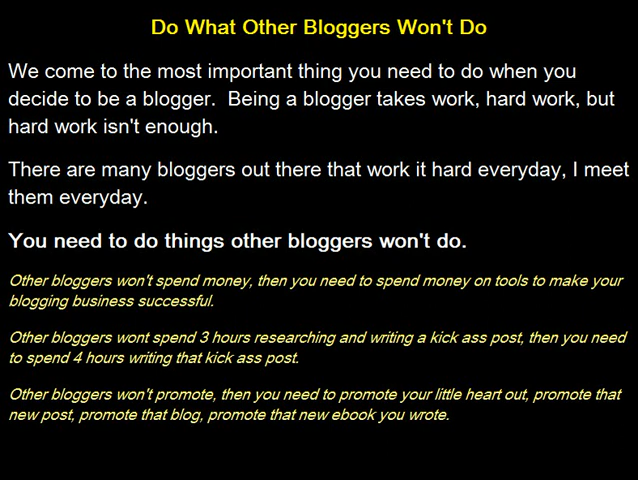 Do What Other Bloggers Won't Do
We come to the most important thing you need to do when you
decide to be a blogger.  Being a blogger takes work, hard work, but
hard work isn't enough.
There are many bloggers out there that work it hard everyday, I meet
them everyday.
You need to do things other bloggers won't do.
Other bloggers won't spend money, then you need to spend money on tools to make your
blogging business successful.
Other bloggers wont spend 3 hours researching and writing a kick ass post, then you need
to spend 4 hours writing that kick ass post.
Other bloggers won't promote, then you need to promote your little heart out, promote that
new post, promote that blog, promote that new ebook you wrote.